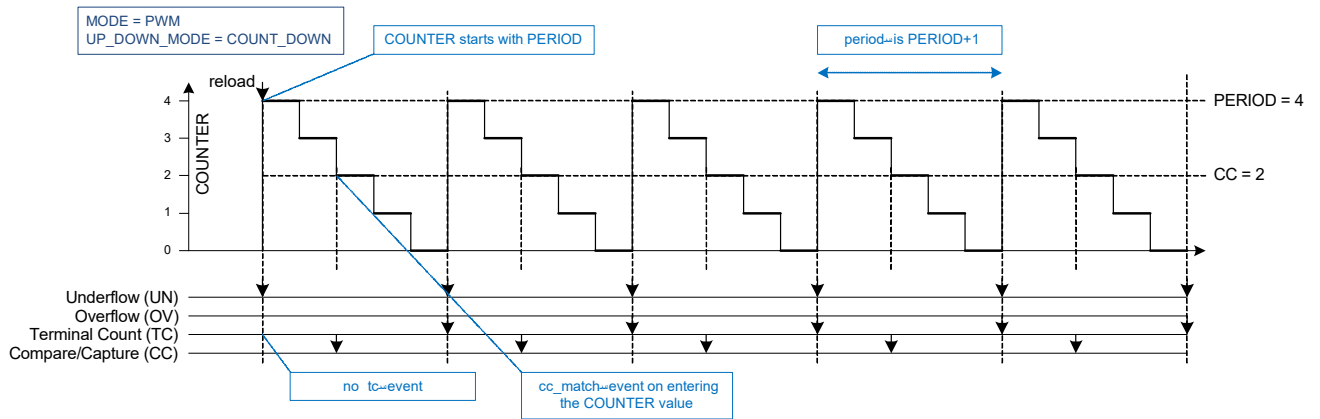 MODE = PWM
UP_DOWN_MODE = COUNT_DOWN
COUNTER starts with PERIOD
period is PERIOD+1
reload
COUNTER
4
3
2
1
0
PERIOD = 4
CC = 2
Underflow (UN)
Overflow (OV)
Terminal Count (TC)
Compare/Capture (CC)
no tc event
cc_match event on entering
the COUNTER value